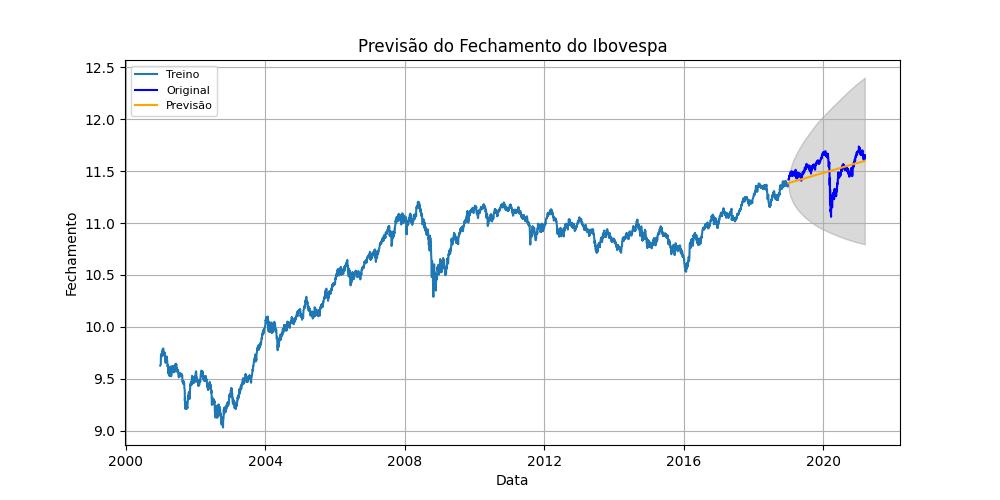 Previsão do Fechamento do Ibovespa
Treino
Original
Previsão
Fechamento
12.5
12.0
11.5
11.0
10.5
10.0
9.5
9.0
2000
2004
2008
2012
2016
2020
Data